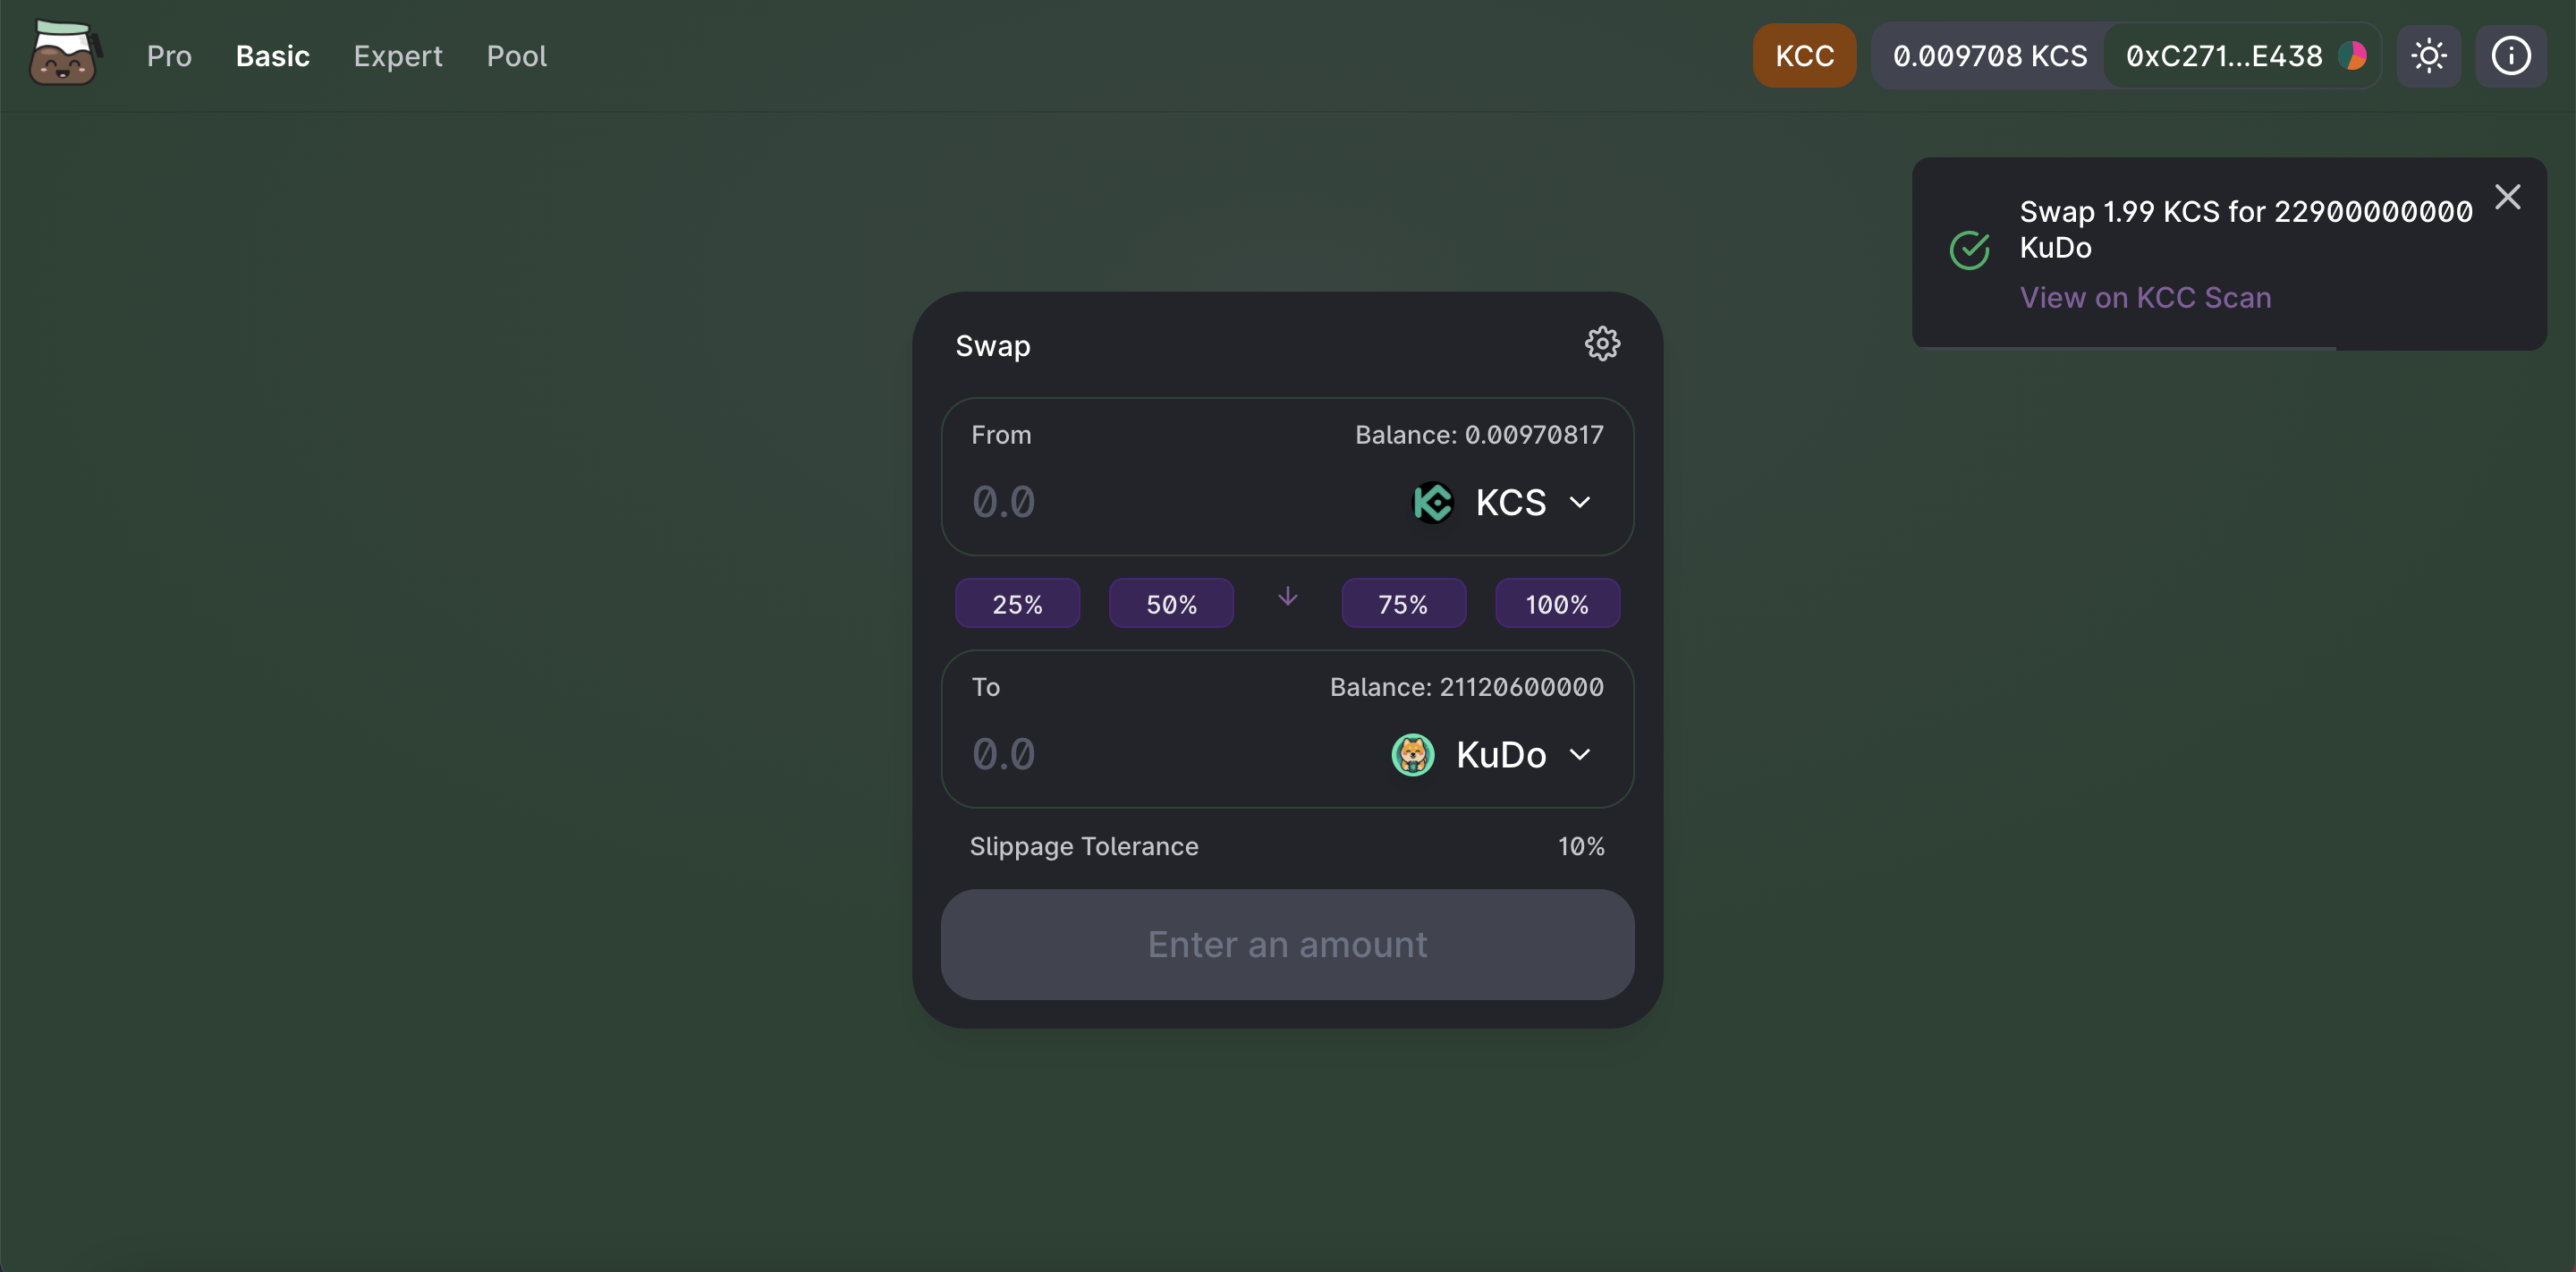 Pro Basic Expert Pool KCC 0.009708 KCS 0xC271...E438
Swap 1.99 KCS for 22900000000
KuDo
View on KCC Scan
Swap
From Balance: 0.00970817
0.0 KCS
25% 50% 75% 100%
To Balance: 21120600000
0.0 KuDo
Slippage Tolerance 10%
Enter an amount